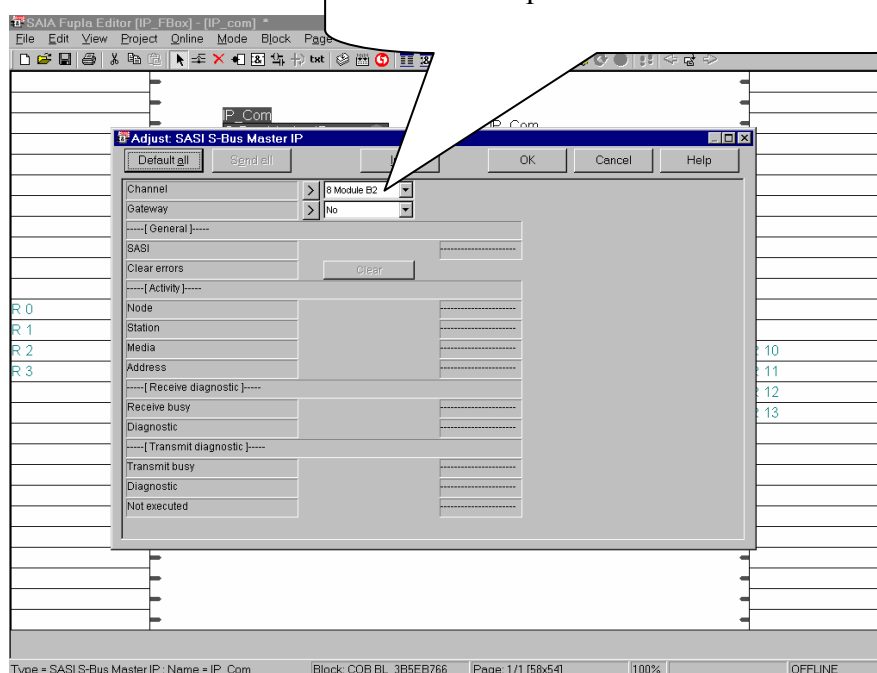 SAIA Fupla Editor [IP_FBox] - [IP_com] *
File Edit View Project Online Mode Block Page
txt
IP_Com
IP_Com
Adjust: SASI S-Bus Master IP
Default all Send all OK Cancel Help
Channel > 8 Module B2
Gateway > No
-----[ General ]-----
SASI ---------------------
Clear errors Clear
-----[ Activity ]-----
Node ---------------------
Station ---------------------
Media ---------------------
Address ---------------------
-----[ Receive diagnostic ]-----
Receive busy ---------------------
Diagnostic ---------------------
-----[ Transmit diagnostic ]-----
Transmit busy ---------------------
Diagnostic ---------------------
Not executed ---------------------
R 0
R 1
R 2
R 3
R 10
R 11
R 12
R 13
Type = SASI S-Bus Master IP : Name = IP_Com Block: COB BL_3B5EB766 Page: 1/1 [58x54] 100% OFFLINE